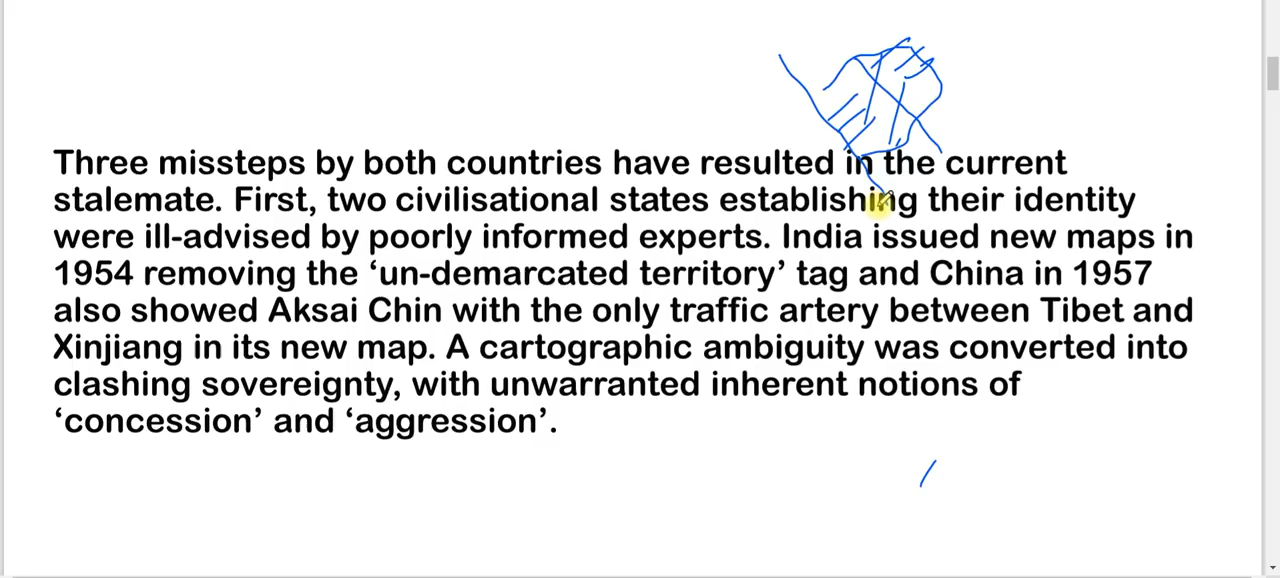 Three missteps by both countries have resulted in the current
stalemate. First, two civilisational states establishing their identity
were ill-advised by poorly informed experts. India issued new maps in
1954 removing the ‘un-demarcated territory’ tag and China in 1957
also showed Aksai Chin with the only traffic artery between Tibet and
Xinjiang in its new map. A cartographic ambiguity was converted into
clashing sovereignty, with unwarranted inherent notions of
‘concession’ and ‘aggression’.